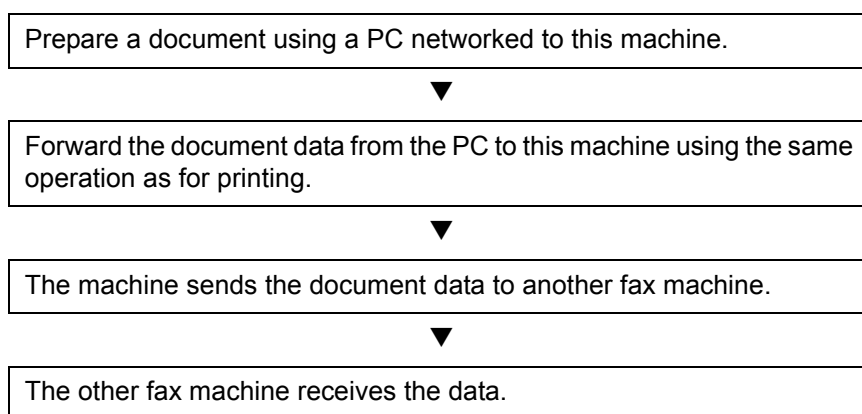 Prepare a document using a PC networked to this machine.
▼
Forward the document data from the PC to this machine using the same
operation as for printing.
▼
The machine sends the document data to another fax machine.
▼
The other fax machine receives the data.